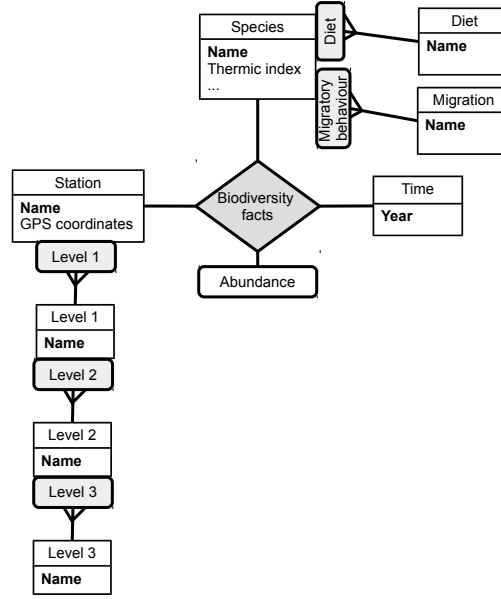 Species
Name
Thermic index
...
Diet
Diet
Name
Migratory
behaviour
Migration
Name
Station
Name
GPS coordinates
Biodiversity
facts
Time
Year
Abundance
Level 1
Level 1
Name
Level 2
Level 2
Name
Level 3
Level 3
Name